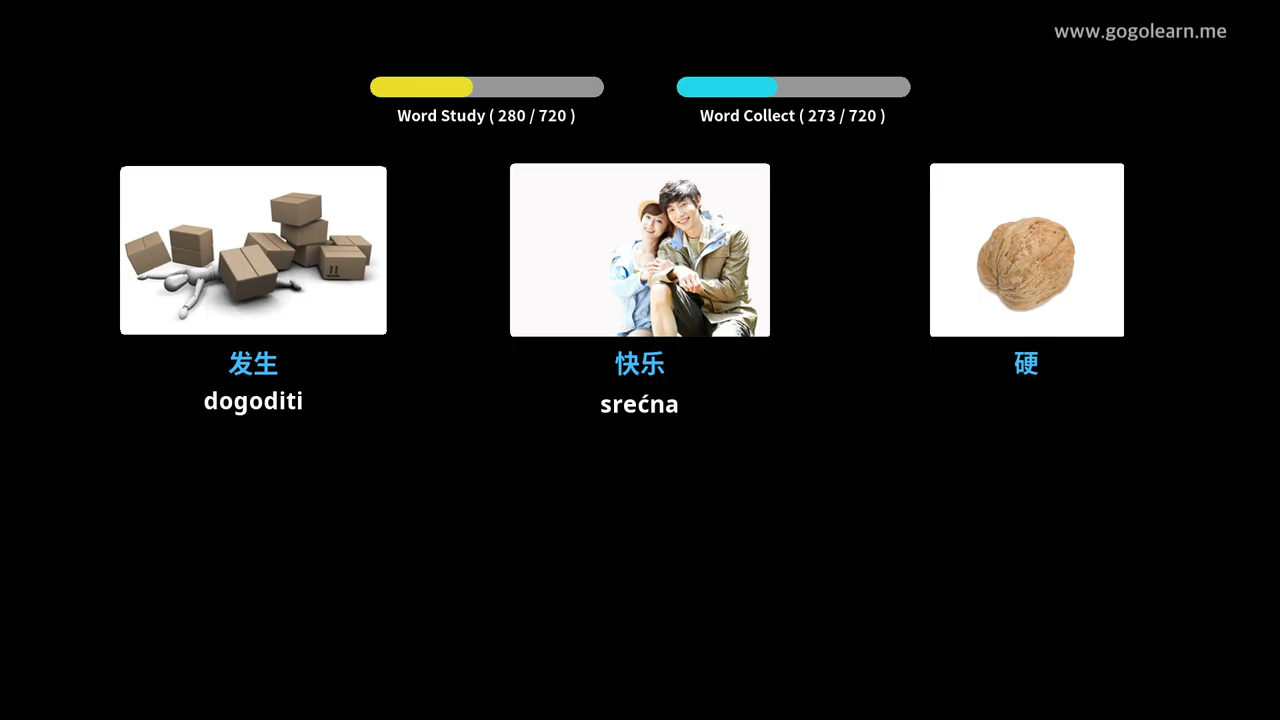 www.gogolearn.me
Word Study ( 280 / 720 )
Word Collect ( 273 / 720 )
发生
快乐
硬
dogoditi
srećna